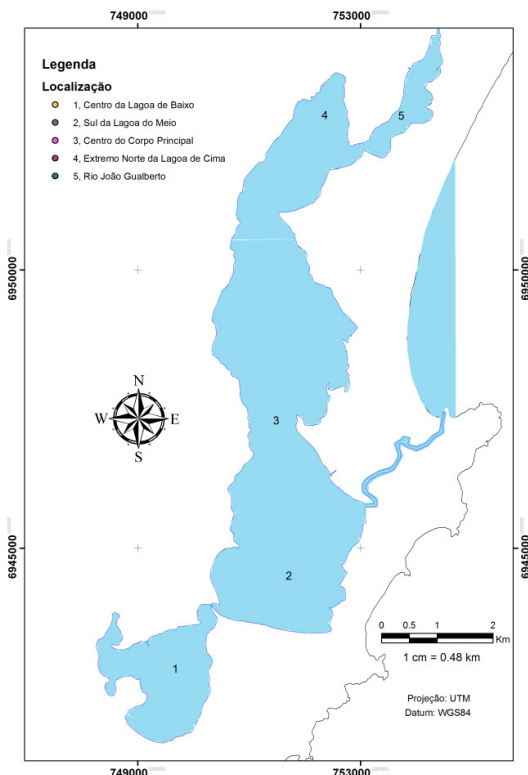 749000
753000
Legenda
Localização
1, Centro da Lagoa de Baixo
2, Sul da Lagoa do Meio
3, Centro do Corpo Principal
4, Extremo Norte da Lagoa de Cima
5, Rio João Gualberto
4
5
6950000
6950000
N
W
E
S
3
6945000
6945000
2
1
0
0.5
1
2
Km
1 cm = 0.48 km
Projeção: UTM
Datum: WGS84
749000
753000